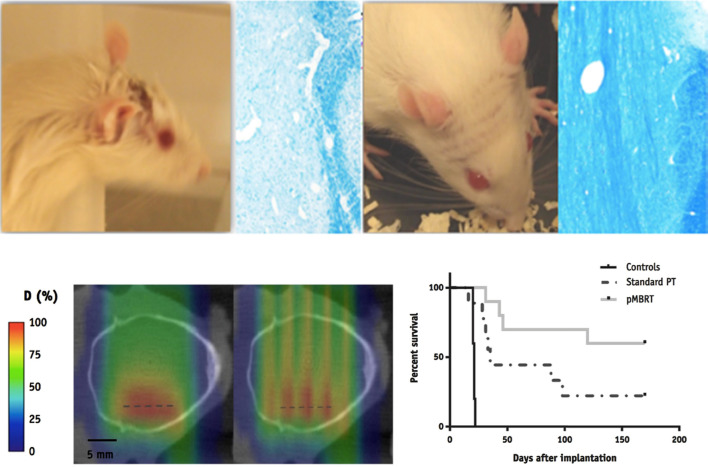 D (%)
100
75
50
25
0
5 mm
Controls
Standard PT
pMBRT
Percent survival
100
50
0
0
50
100
150
200
Days after implantation